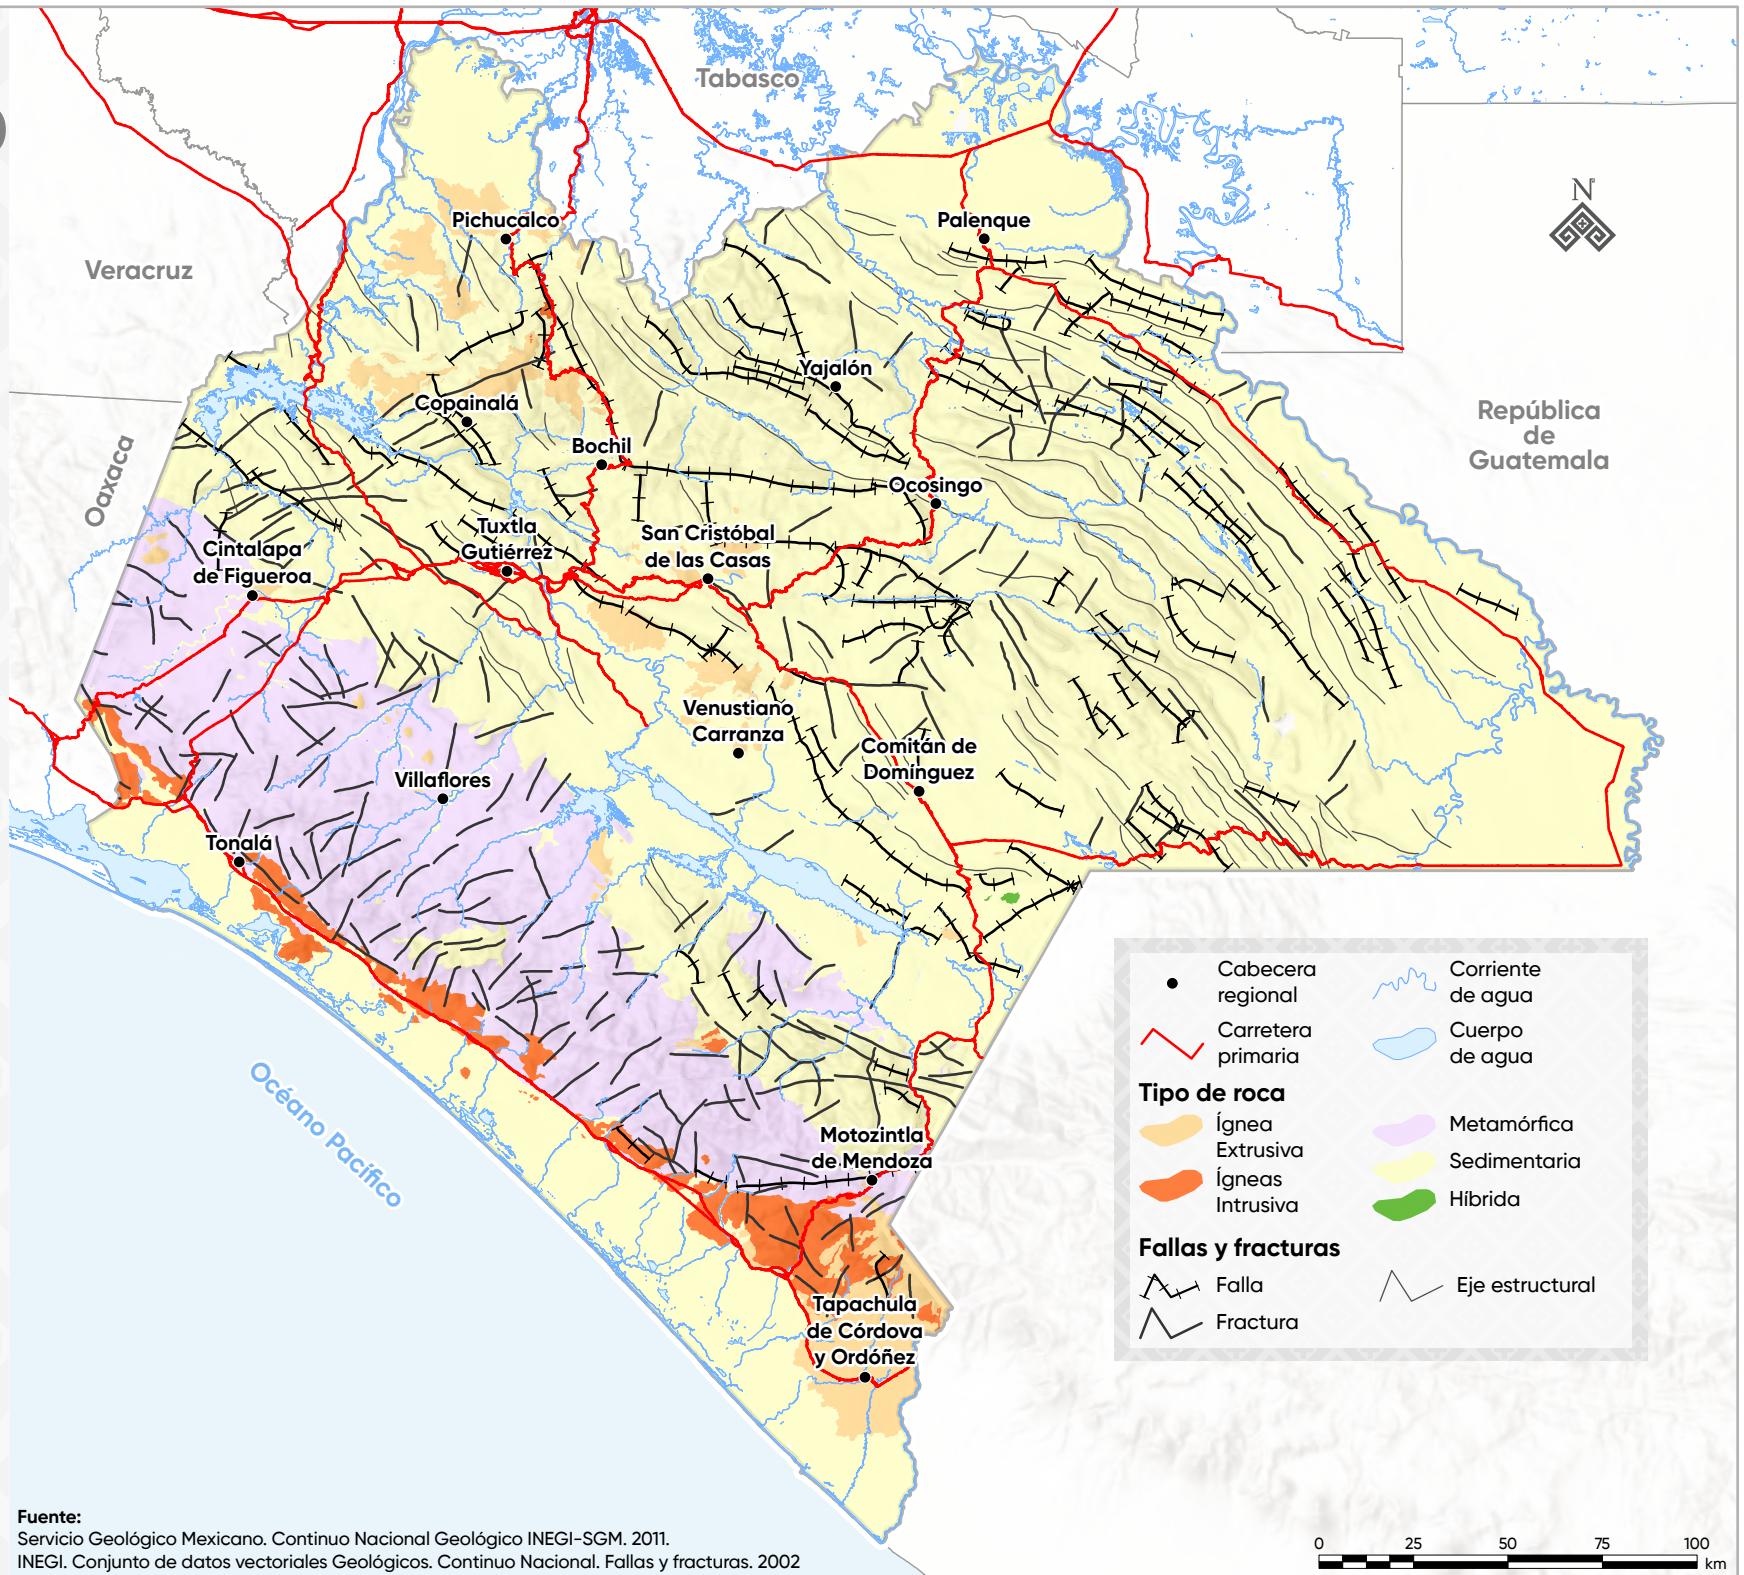 Tabasco
Veracruz
Oaxaca
República
de
Guatemala
Océano Pacífico
N
Pichucalco
Palenque
Yajalón
Copainalá
Bochil
Ocosingo
Tuxtla
Gutiérrez
San Cristóbal
de las Casas
Cintalapa
de Figueroa
Venustiano
Carranza
Comitán de
Domínguez
Villaflores
Tonalá
Motozintla
de Mendoza
Tapachula
de Córdova
y Ordóñez
Cabecera
regional
Corriente
de agua
Carretera
primaria
Cuerpo
de agua
Tipo de roca
Ígnea
Extrusiva
Metamórfica
Ígneas
Intrusiva
Sedimentaria
Híbrida
Fallas y fracturas
Falla
Eje estructural
Fractura
Fuente:
Servicio Geológico Mexicano. Continuo Nacional Geológico INEGI-SGM. 2011.
INEGI. Conjunto de datos vectoriales Geológicos. Continuo Nacional. Fallas y fracturas. 2002
0 25 50 75 100
km